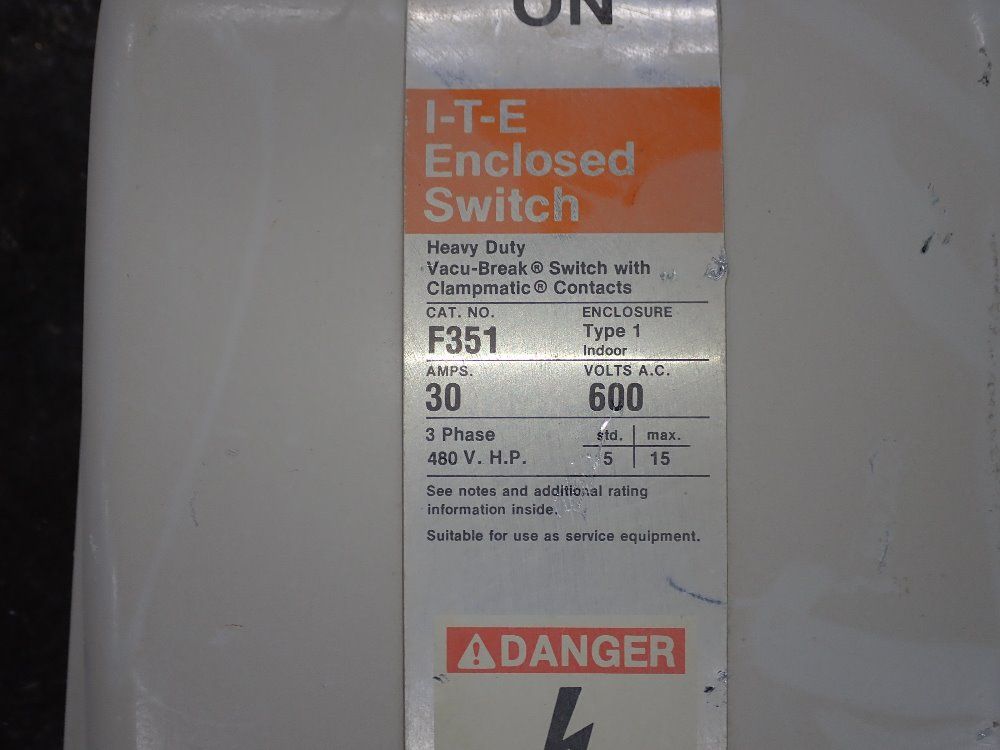 ON
I-T-E
Enclosed
Switch
Heavy Duty
Vacu-Break® Switch with
Clampmatic® Contacts
CAT. NO. ENCLOSURE
F351 Type 1
Indoor
AMPS. VOLTS A.C.
30 600
3 Phase std. max.
480 V. H.P. 5 15
See notes and additional rating
information inside.
Suitable for use as service equipment.
DANGER